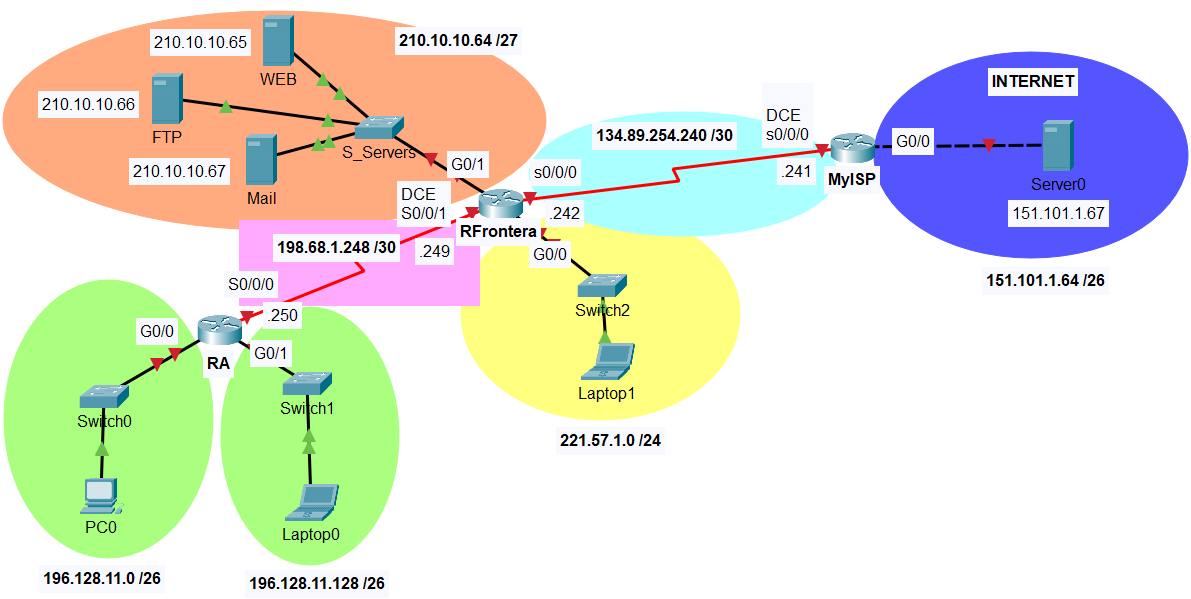 210.10.10.65
WEB
210.10.10.64 /27
210.10.10.66
FTP
210.10.10.67
Mail
S_Servers
G0/1
DCE
S0/0/1
RFrontera
s0/0/0
.242
G0/0
134.89.254.240 /30
DCE
s0/0/0
.241
MyISP
G0/0
INTERNET
Server0
151.101.1.67
151.101.1.64 /26
198.68.1.248 /30
.249
S0/0/0
.250
G0/0
RA
G0/1
Switch0
PC0
196.128.11.0 /26
Switch1
Laptop0
196.128.11.128 /26
Switch2
Laptop1
221.57.1.0 /24